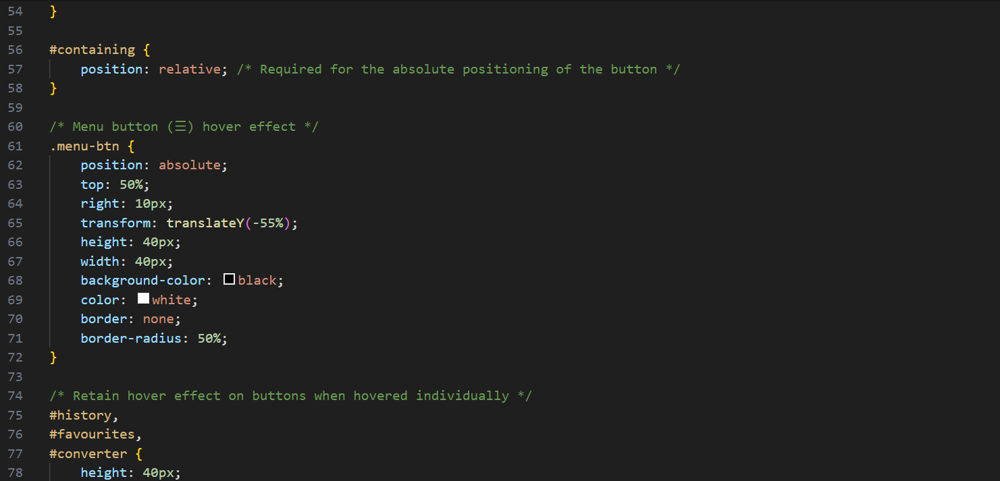 54 }
55
56 #containing {
57     position: relative; /* Required for the absolute positioning of the button */
58 }
59
60 /* Menu button (☰) hover effect */
61 .menu-btn {
62     position: absolute;
63     top: 50%;
64     right: 10px;
65     transform: translateY(-55%);
66     height: 40px;
67     width: 40px;
68     background-color: black;
69     color: white;
70     border: none;
71     border-radius: 50%;
72 }
73
74 /* Retain hover effect on buttons when hovered individually */
75 #history,
76 #favourites,
77 #converter {
78     height: 40px;